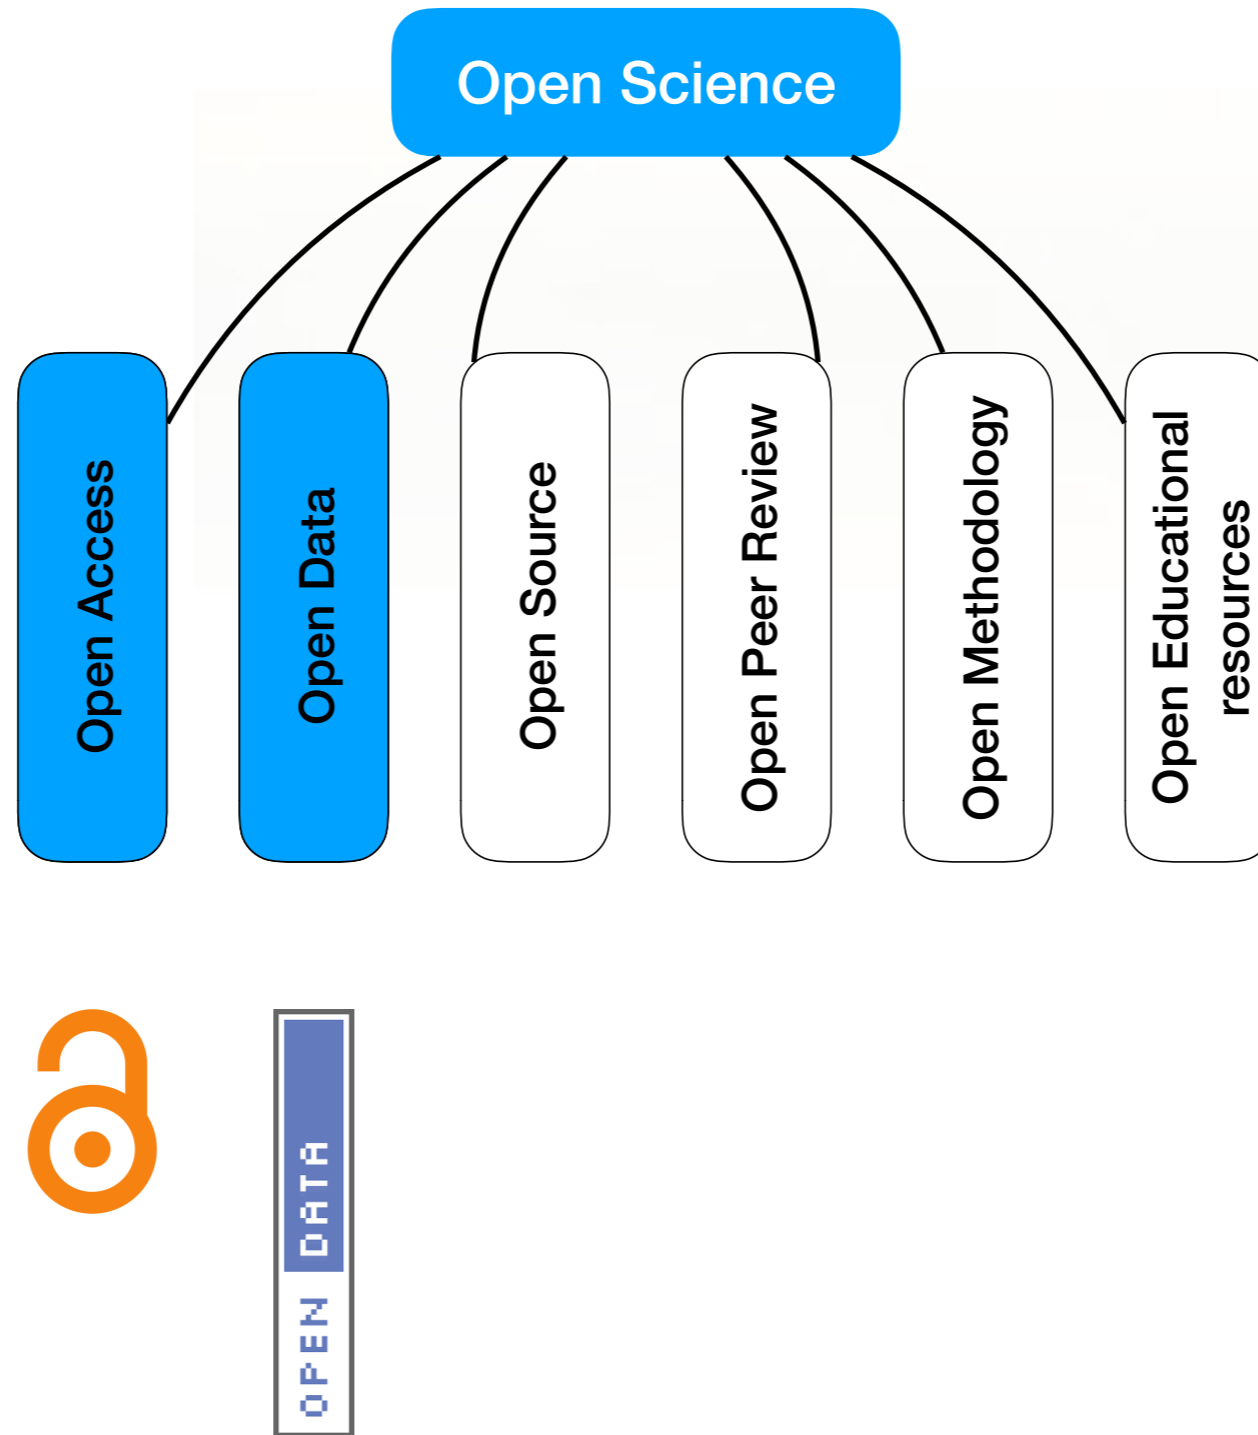 Open Science
Open Access
Open Data
Open Source
Open Peer Review
Open Methodology
Open Educational
resources
OPEN DATA